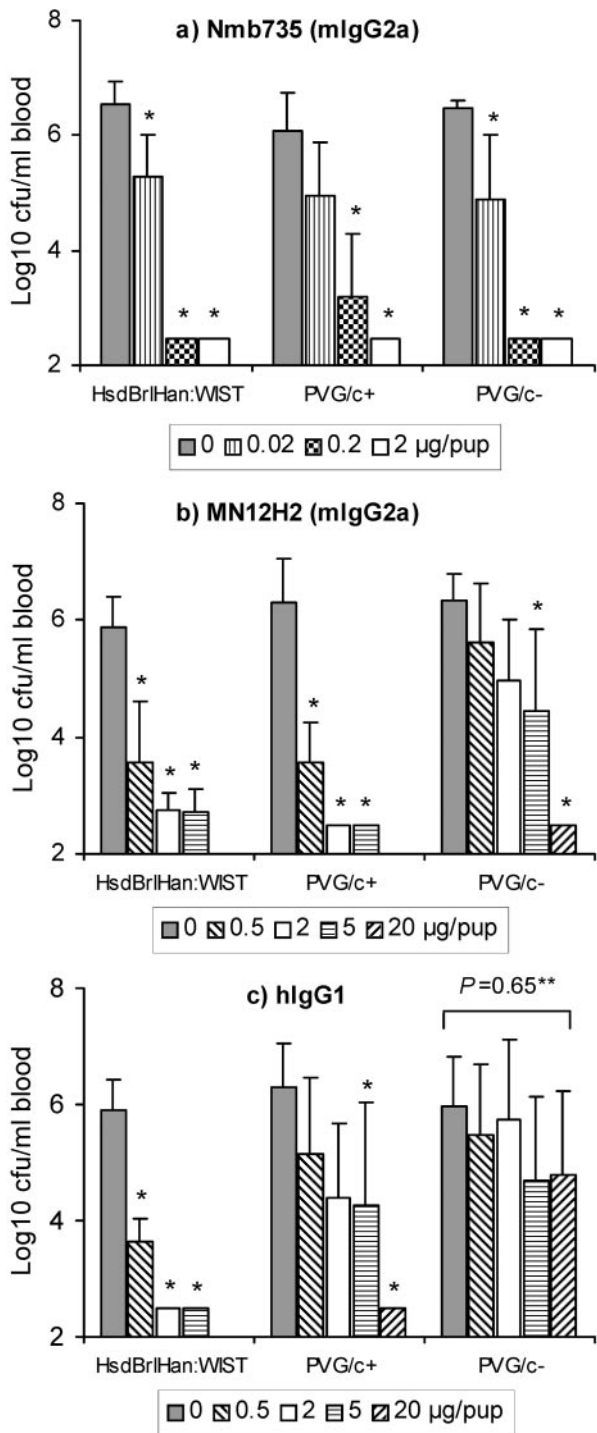 a) Nmb735 (mIgG2a)
8
6
4
2
Log10 cfu/ml blood
* * * * * * * *
HsdBrlHan:WIST PVG/c+ PVG/c-
0 0.02 0.2 2 µg/pup
b) MN12H2 (mIgG2a)
8
6
4
2
Log10 cfu/ml blood
* * * * * * * *
HsdBrlHan:WIST PVG/c+ PVG/c-
0 0.5 2 5 20 µg/pup
c) hIgG1
P=0.65**
8
6
4
2
Log10 cfu/ml blood
* * * * *
HsdBrlHan:WIST PVG/c+ PVG/c-
0 0.5 2 5 20 µg/pup